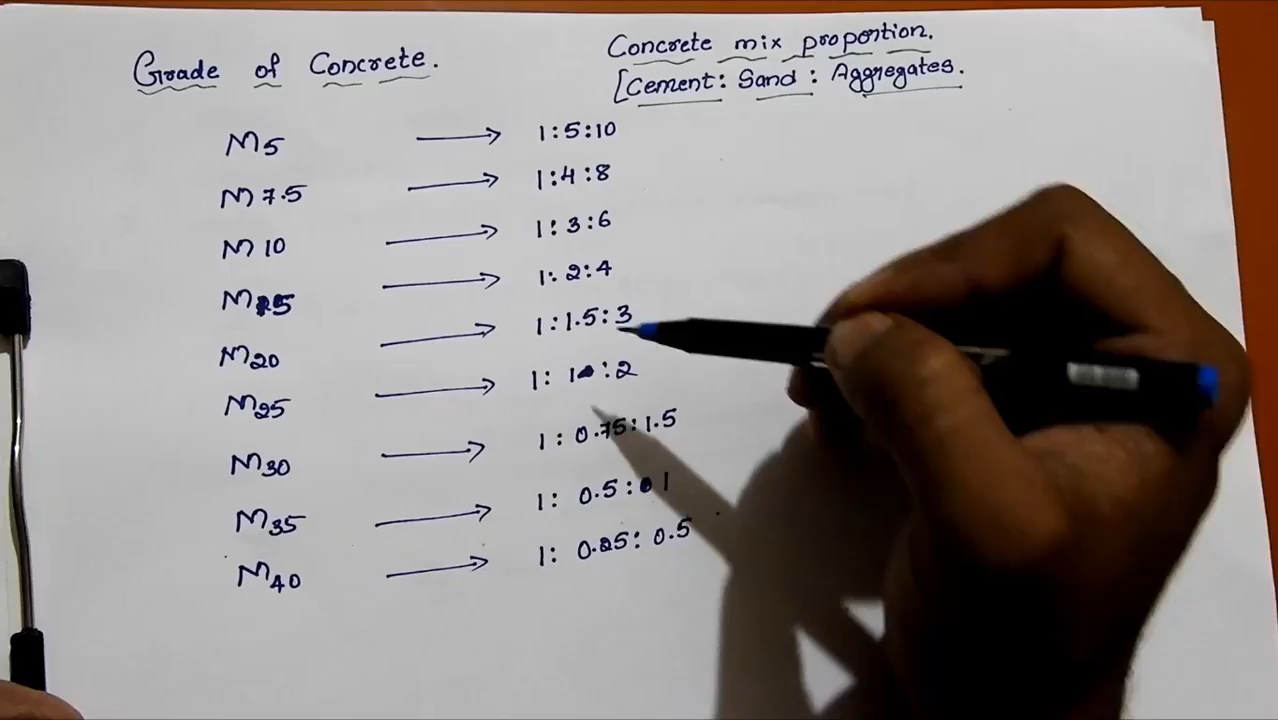 Grade of Concrete.
Concrete mix proportion.
[Cement: Sand : Aggregates.
M5 → 1:5:10
M7.5 → 1:4:8
M10 → 1:3:6
M15 → 1:2:4
M20 → 1:1.5:3
M25 → 1:1:2
M30 → 1:0.75:1.5
M35 → 1:0.5:1
M40 → 1:0.25:0.5